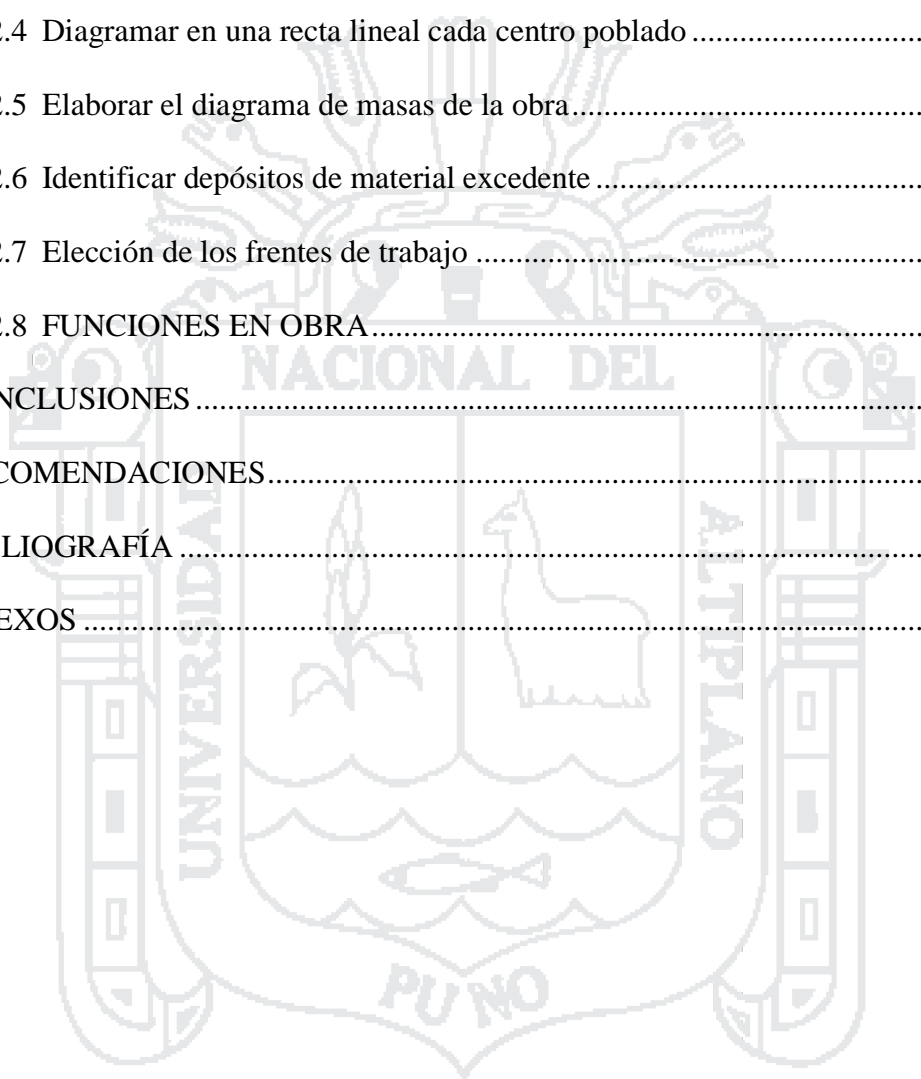 2.4 Diagramar en una recta lineal cada centro poblado ..............................
2.5 Elaborar el diagrama de masas de la obra.............................................
2.6 Identificar depósitos de material excedente ..........................................
2.7 Elección de los frentes de trabajo .........................................................
2.8 FUNCIONES EN OBRA.......................................................................
NCLUSIONES ...............................................................................................
COMENDACIONES......................................................................................
LIOGRAFÍA .................................................................................................
EXOS .............................................................................................................
NACIONAL DEL
UNIVERSIDAD
ALTIPLANO
PUNO